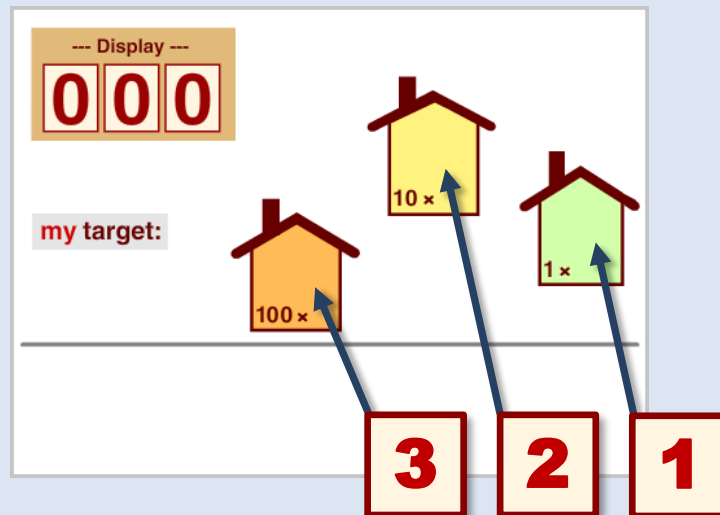 --- Display ---
0 0 0
10 ×
my target:
1 ×
100 ×
3 2 1